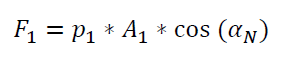 F₁ = p₁ * A₁ * cos (α_N)